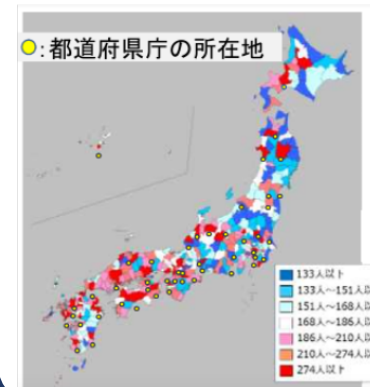 :都道府県庁の所在地
133人以下
133人~151人以
151人~168人以
168人~186人以
186人~210人以
210人~274人以
274人以上